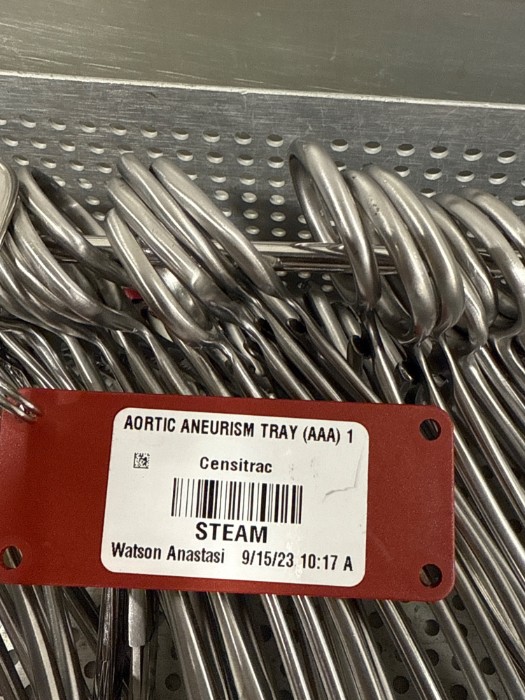 AORTIC ANEURISM TRAY (AAA) 1
Censitrac
STEAM
Watson Anastasi 9/15/23 10:17 A